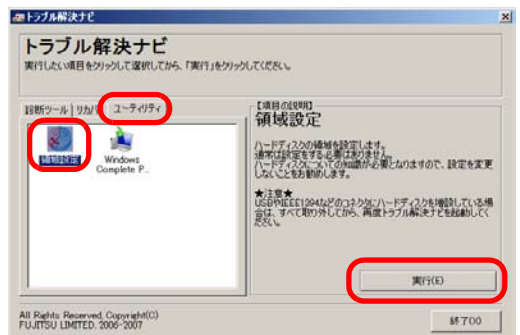 トラブル解決ナビ
トラブル解決ナビ
実行したい項目をクリックして選択してから、「実行」をクリックしてください。
診断ツール
リカバリ
ユーティリティ
領域設定
Windows
Complete P...
【項目の説明】
領域設定
ハードディスクの領域を設定します。
通常は設定をする必要はありません。
ハードディスクについての知識が必要となりますので、設定を変更
しないことをお勧めします。
★注意★
USBやIEEE1394などのコネクタにハードディスクを増設している場
合は、すべて取り外してから、再度トラブル解決ナビを起動してく
ださい。
実行(E)
All Rights Reserved, Copyright(C)
FUJITSU LIMITED. 2006-2007
終了(X)